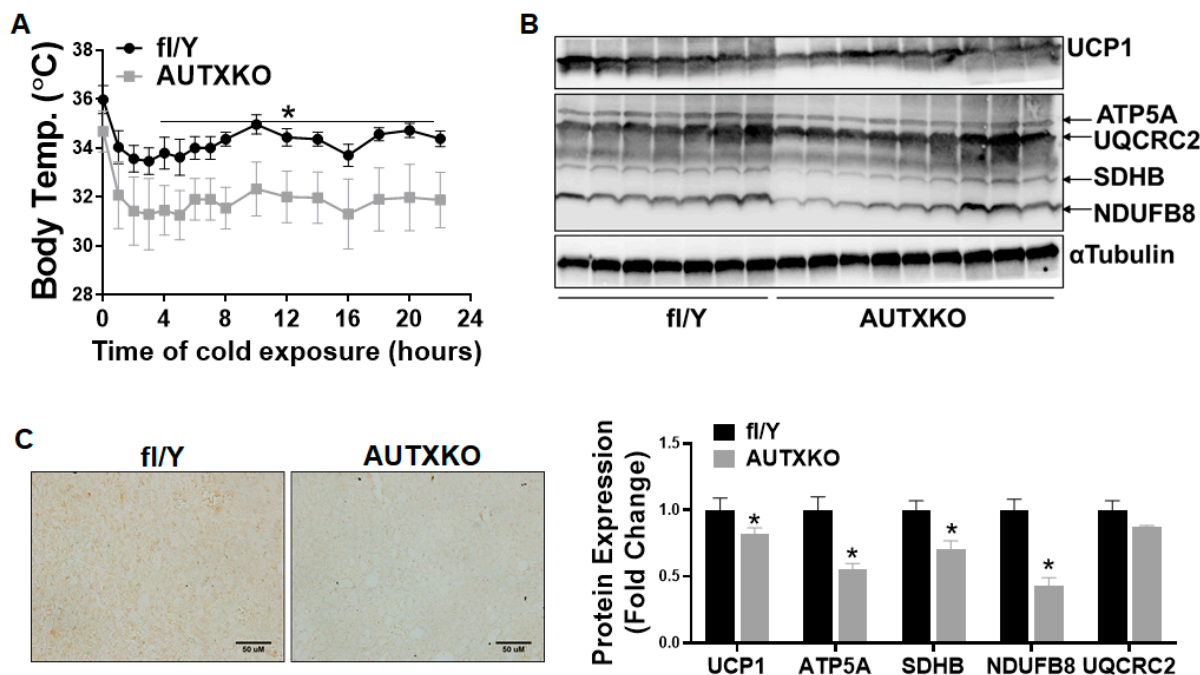 A
fl/Y
AUTXKO
Body Temp. (°C)
38
36
34
32
30
28
0
4
8
12
16
20
24
*
Time of cold exposure (hours)
B
UCP1
ATP5A
UQCRC2
SDHB
NDUFB8
αTubulin
fl/Y
AUTXKO
C
fl/Y
AUTXKO
50 uM
50 uM
fl/Y
AUTXKO
Protein Expression
(Fold Change)
1.5
1.0
0.5
0.0
*
*
*
*
UCP1
ATP5A
SDHB
NDUFB8
UQCRC2